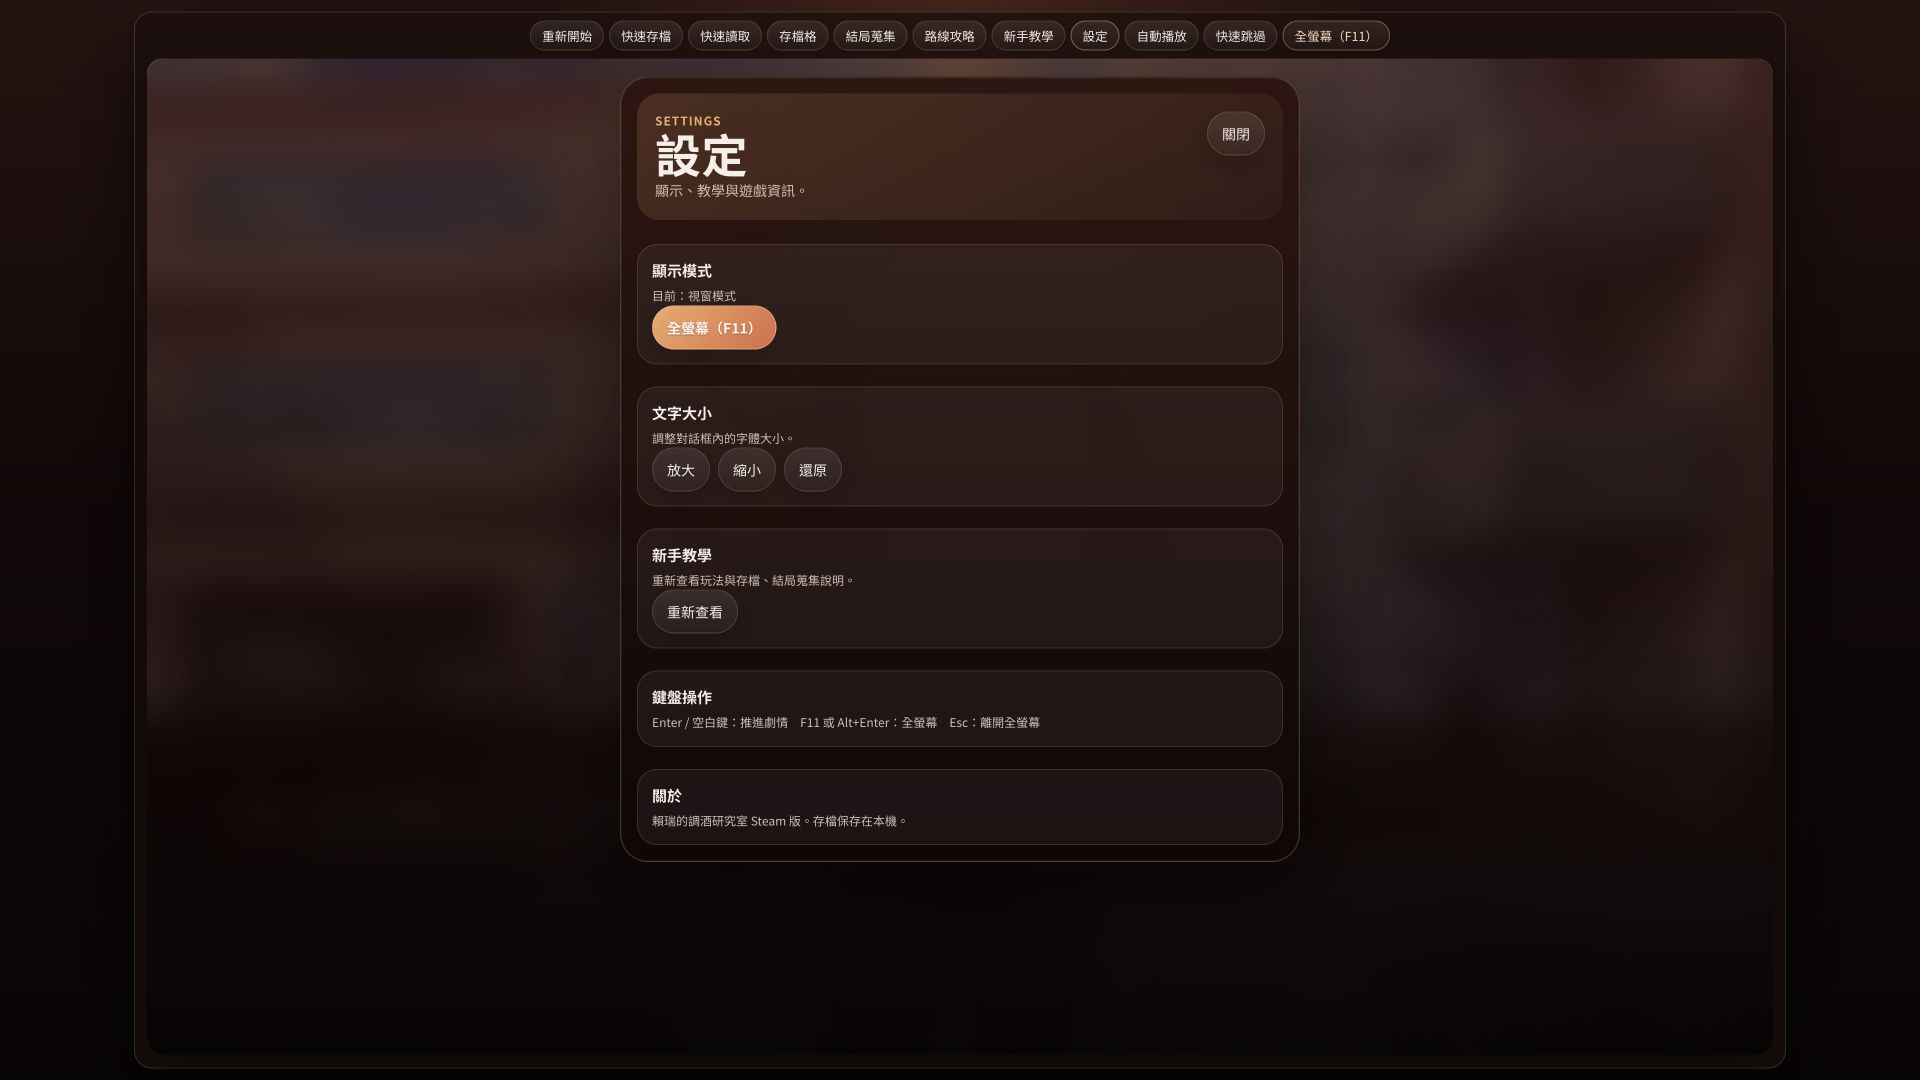 重新開始 快速存檔 快速讀取 存檔格 結局蒐集 路線攻略 新手教學 設定 自動播放 快速跳過 全螢幕（F11）
SETTINGS
設定
關閉
顯示、教學與遊戲資訊。
顯示模式
目前：視窗模式
全螢幕（F11）
文字大小
調整對話框內的字體大小。
放大 縮小 還原
新手教學
重新查看玩法與存檔、結局蒐集說明。
重新查看
鍵盤操作
Enter / 空白鍵：推進劇情　F11 或 Alt+Enter：全螢幕　Esc：離開全螢幕
關於
賴瑞的調酒研究室 Steam 版。存檔保存在本機。